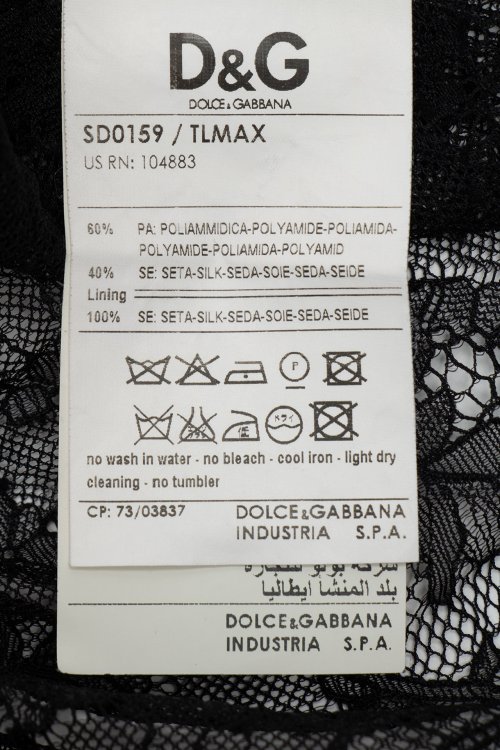 D&G
DOLCE & GABBANA
SD0159 / TLMAX
US RN: 104883
60% PA: POLIAMMIDICA-POLYAMIDE-POLIAMIDA-
POLYAMIDE-POLIAMIDA-POLYAMID
40% SE: SETA-SILK-SEDA-SOIE-SEDA-SEIDE
Lining
100% SE: SETA-SILK-SEDA-SOIE-SEDA-SEIDE
P
ドライ
no wash in water - no bleach - cool iron - light dry
cleaning - no tumbler
CP: 73/03837 DOLCE&GABBANA
INDUSTRIA S.P.A.
بلد المنشأ ايطاليا
DOLCE&GABBANA
INDUSTRIA S.P.A.